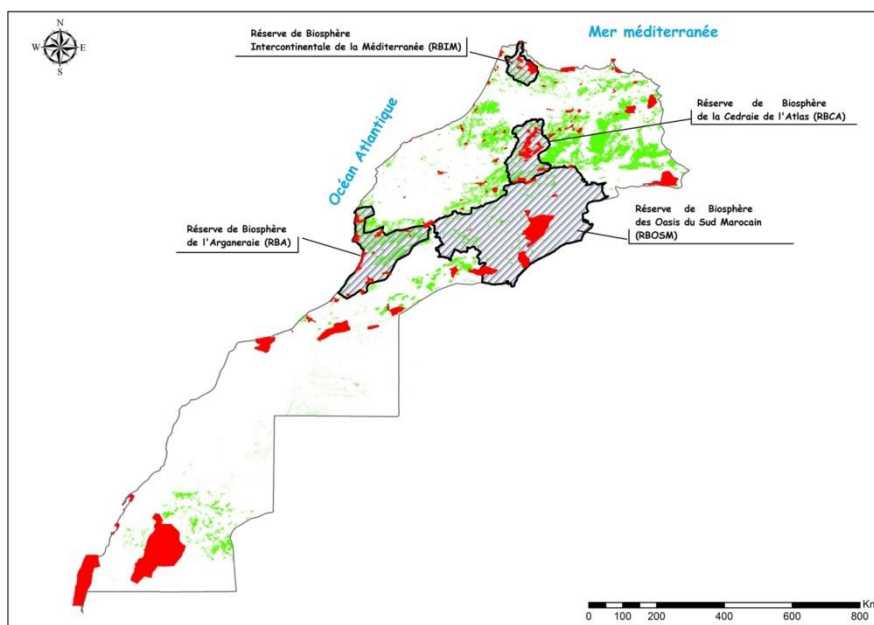 N
W
E
S
Réserve de Biosphère
Intercontinentale de la Méditerranée (RBIM)
Mer méditerranée
Océan Atlantique
Réserve de Biosphère
de la Cedraie de l'Atlas (RBCA)
Réserve de Biosphère
des Oasis du Sud Marocain
(RBOSM)
Réserve de Biosphère
de l'Arganeraie (RBA)
0 100 200 400 600 800
Km